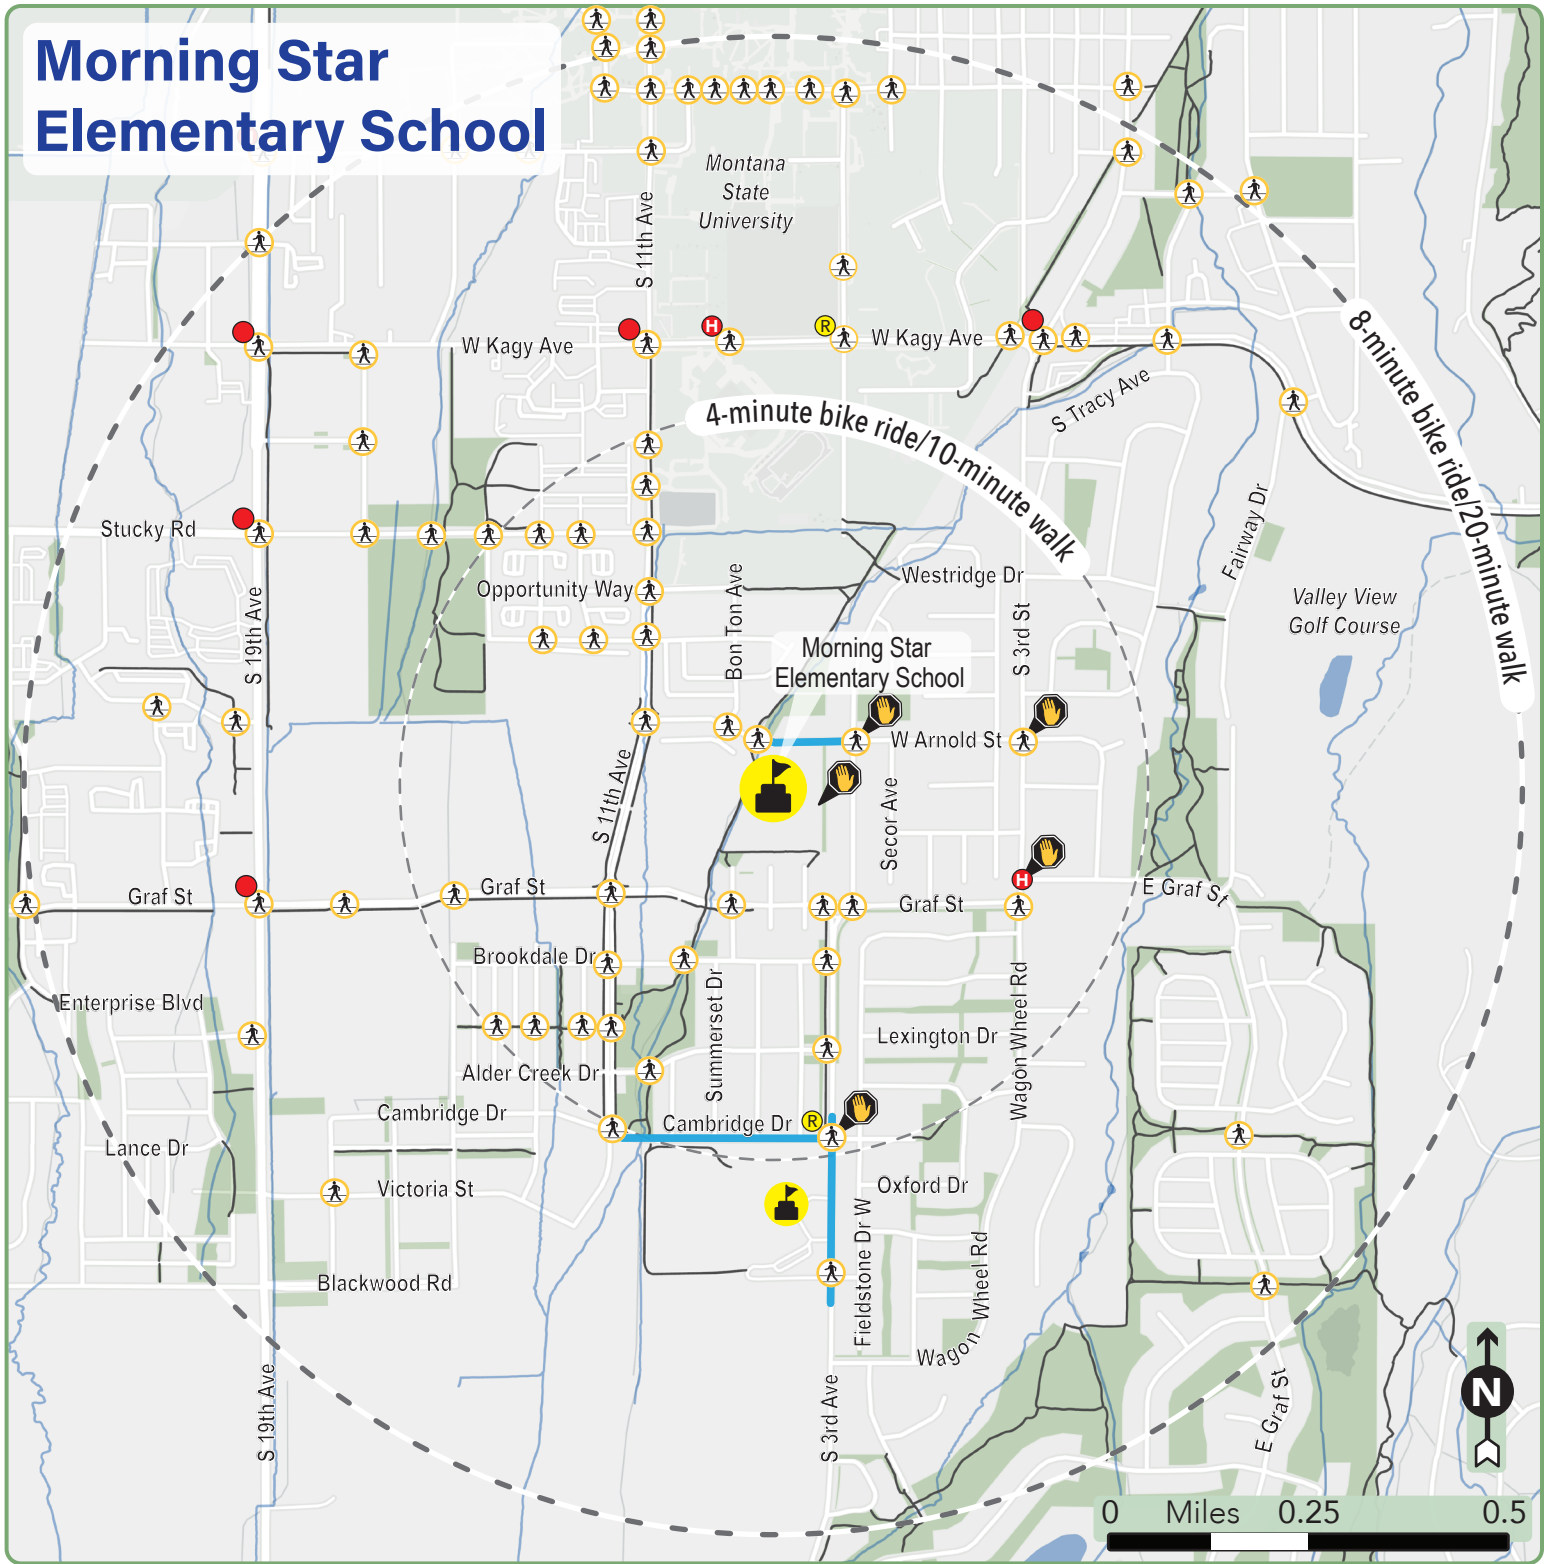 Morning Star
Elementary School
Montana
State
University
S 11th Ave
H
R
W Kagy Ave
W Kagy Ave
8-minute bike ride/20-minute walk
S Tracy Ave
4-minute bike ride/10-minute walk
Stucky Rd
Fairway Dr
Westridge Dr
Opportunity Way
Bon Ton Ave
S 19th Ave
S 3rd St
Valley View
Golf Course
Morning Star
Elementary School
W Arnold St
S 11th Ave
Secor Ave
H
Graf St
Graf St
Graf St
E Graf St
Brookdale Dr
Enterprise Blvd
Summerset Dr
Wagon Wheel Rd
Lexington Dr
Alder Creek Dr
Cambridge Dr
Cambridge Dr
R
Lance Dr
Victoria St
Oxford Dr
Fieldstone Dr W
Wagon Wheel Rd
Blackwood Rd
S 19th Ave
S 3rd Ave
E Graf St
N
0 Miles 0.25 0.5